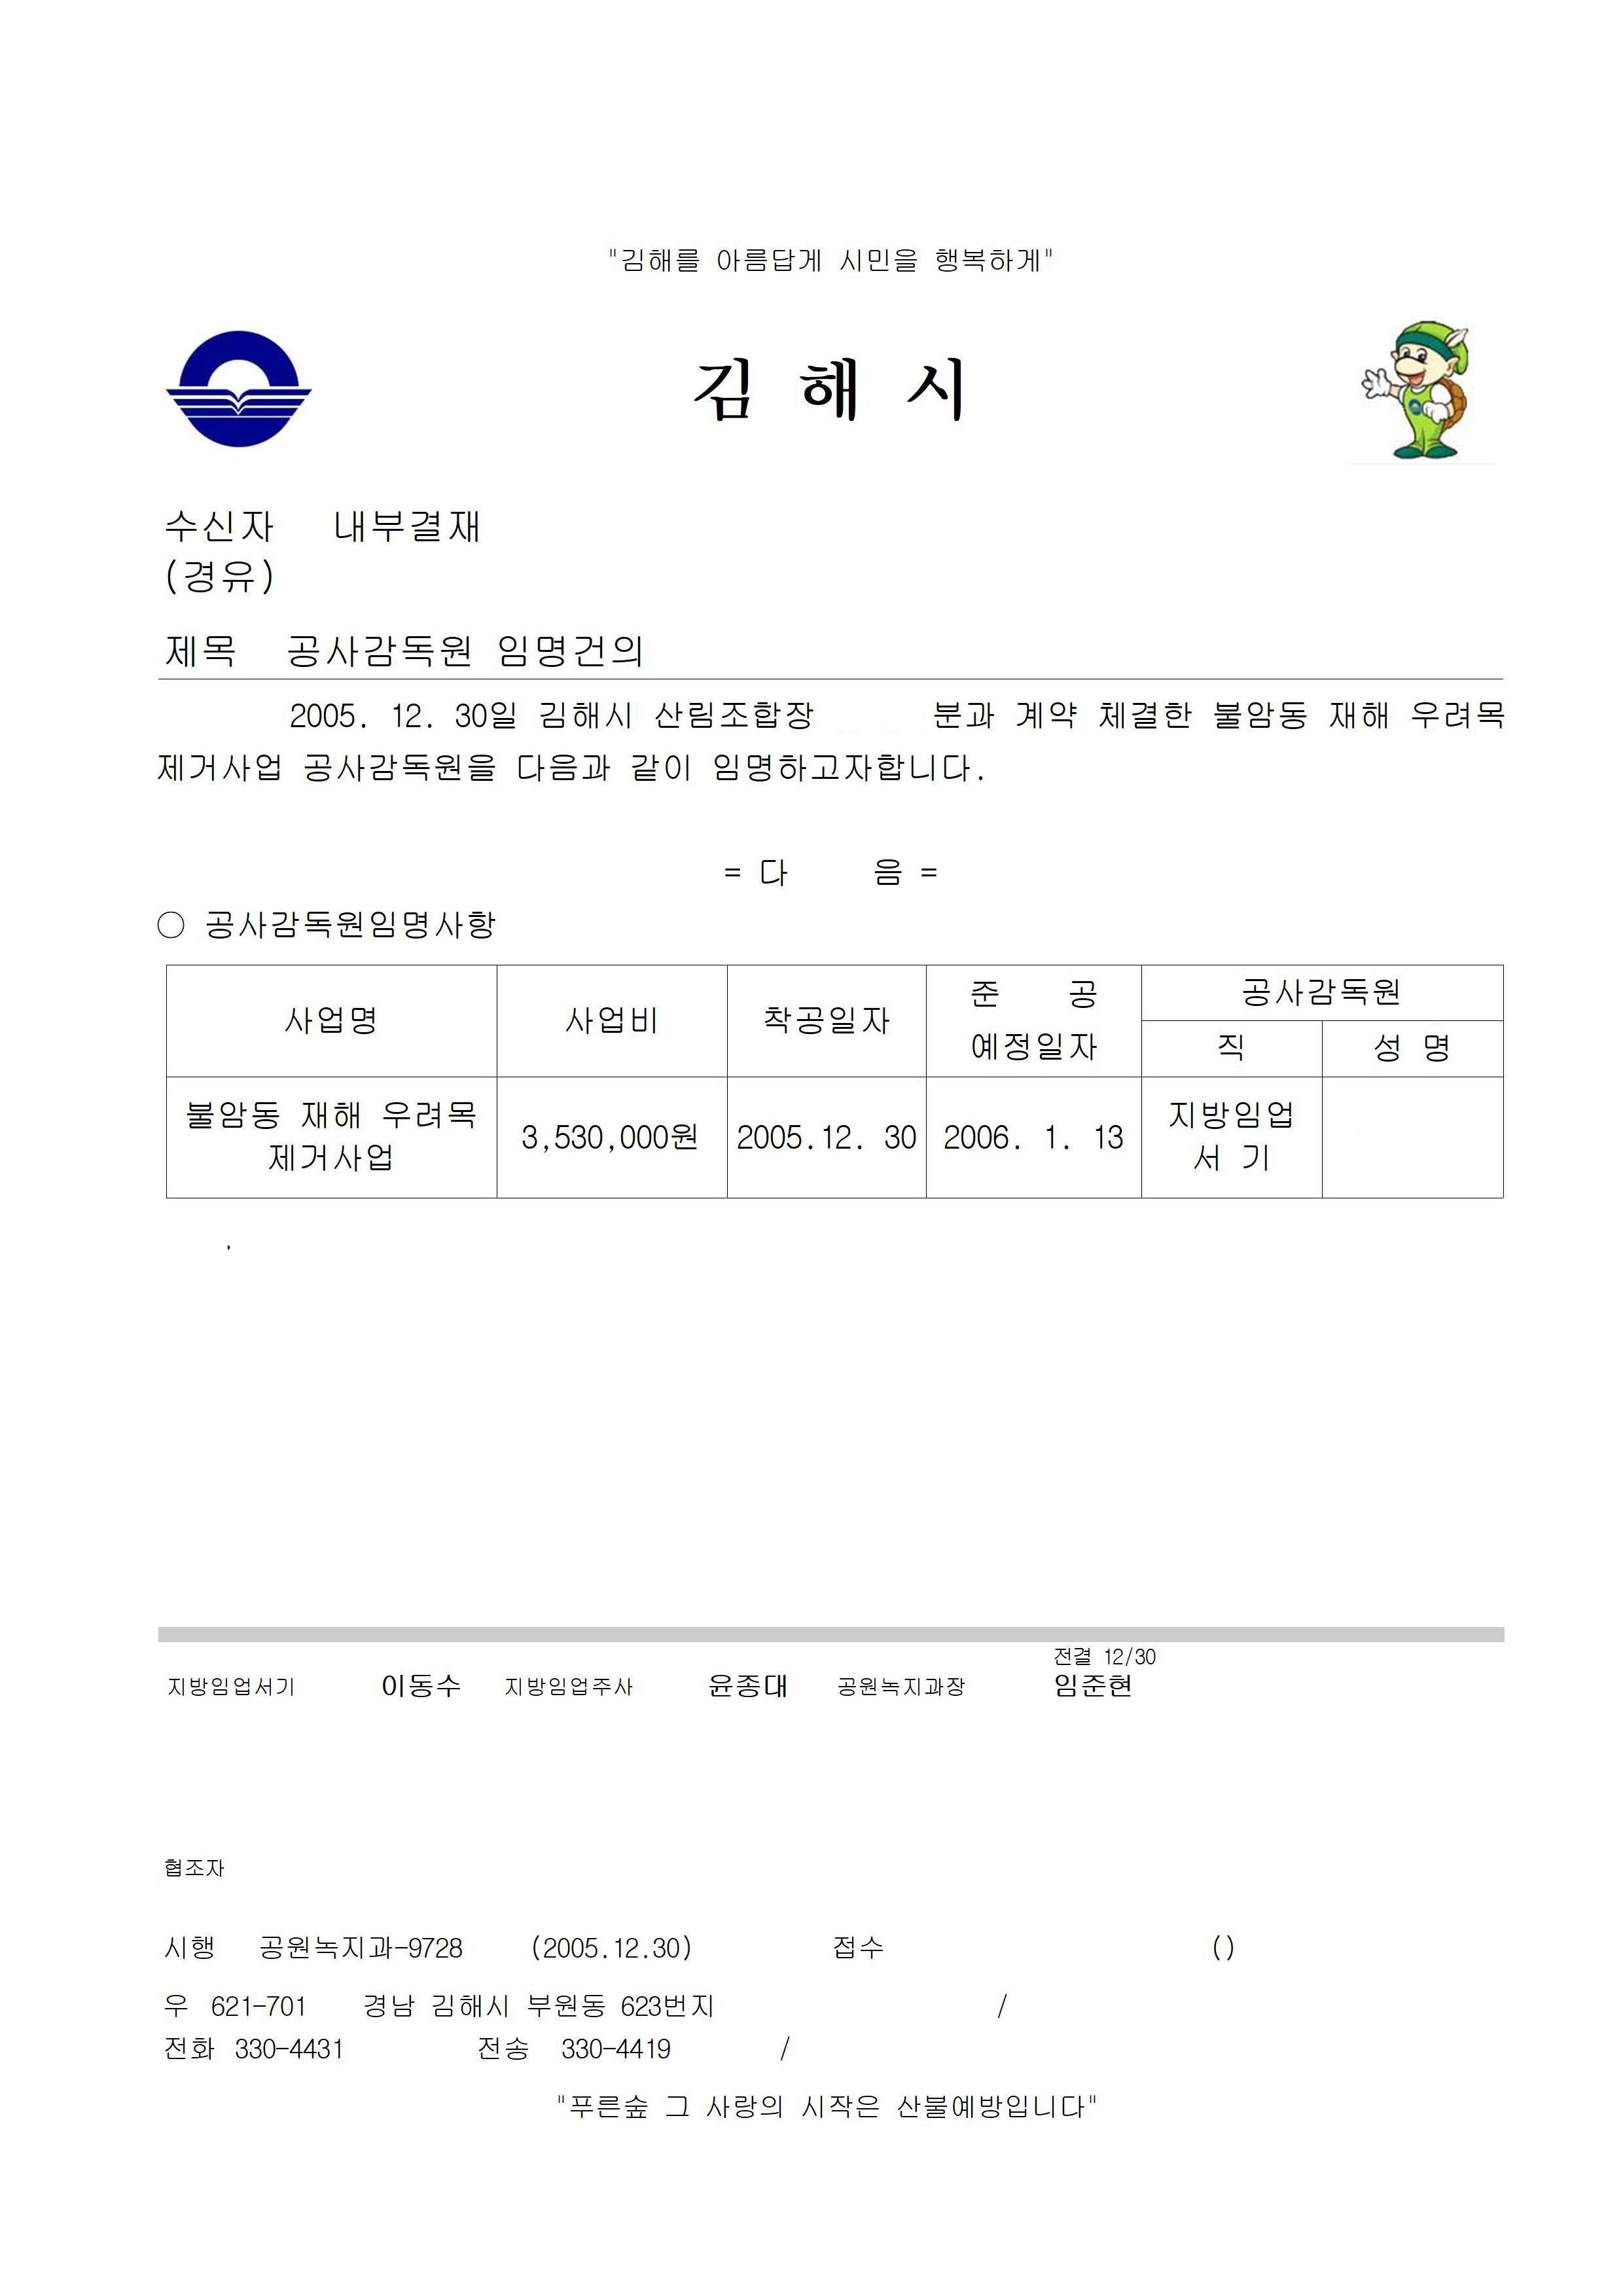 "김해를 아름답게 시민을 행복하게"
김 해 시
수신자 내부결재
(경유)
제목 공사감독원 임명건의
2005. 12. 30일 김해시 산림조합장 분과 계약 체결한 불암동 재해 우려목
제거사업 공사감독원을 다음과 같이 임명하고자합니다.
= 다 음 =
○ 공사감독원임명사항
사업명 사업비 착공일자 준 공 예정일자 공사감독원
직 성 명
불암동 재해 우려목 제거사업 3,530,000원 2005.12. 30 2006. 1. 13 지방임업 서 기
.
전결 12/30
지방임업서기 이동수 지방임업주사 윤종대 공원녹지과장 임준현
협조자
시행 공원녹지과-9728 (2005.12.30) 접수 ()
우 621-701 경남 김해시 부원동 623번지 /
전화 330-4431 전송 330-4419 /
"푸른숲 그 사랑의 시작은 산불예방입니다"